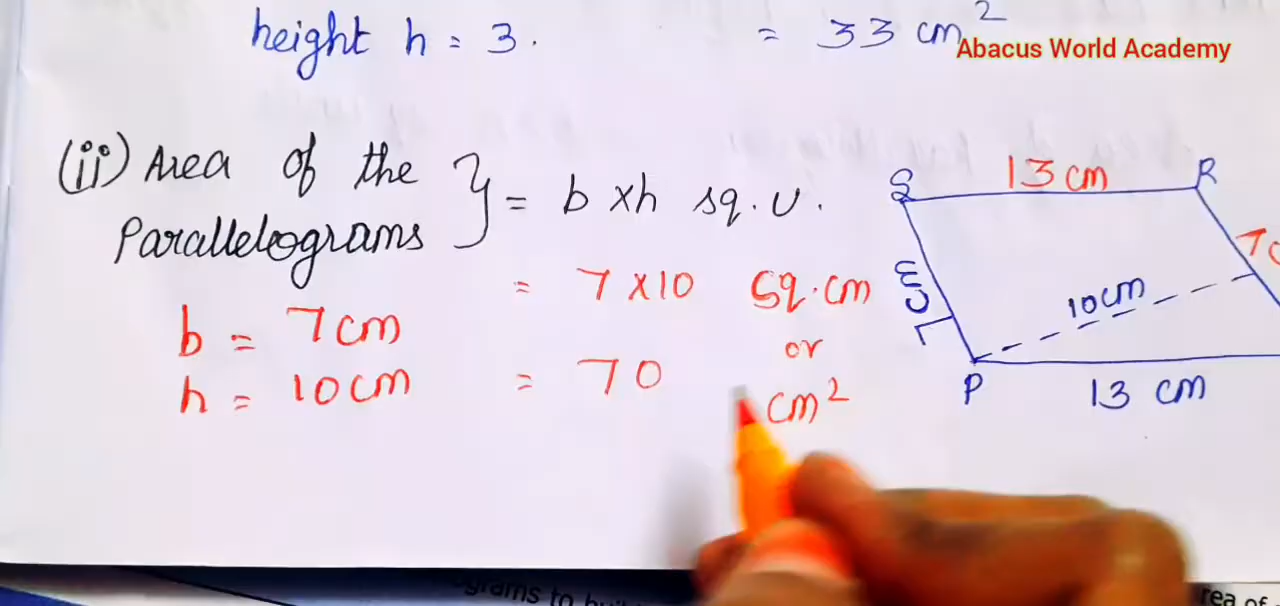 height h = 3.
= 33 cm²
Abacus World Academy
(ii) Area of the
Parallelograms } = b x h sq.u.
b = 7cm
h = 10cm
= 7 x 10 sq.cm
or
= 70 cm²
S 13 cm R
7cm
10cm
P 13 cm